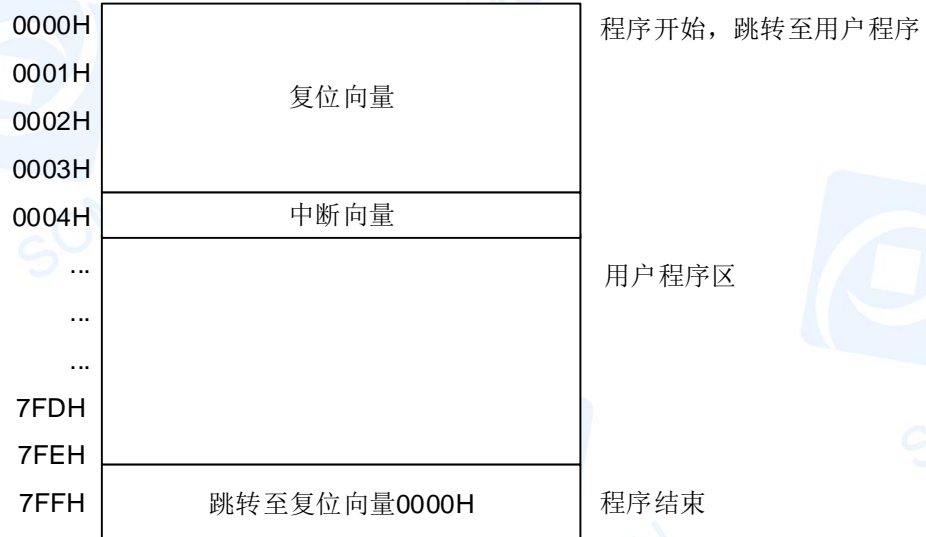 0000H 程序开始，跳转至用户程序
0001H
复位向量
0002H
0003H
0004H 中断向量
...
用户程序区
...
...
7FDH
7FEH
7FFH 跳转至复位向量0000H 程序结束